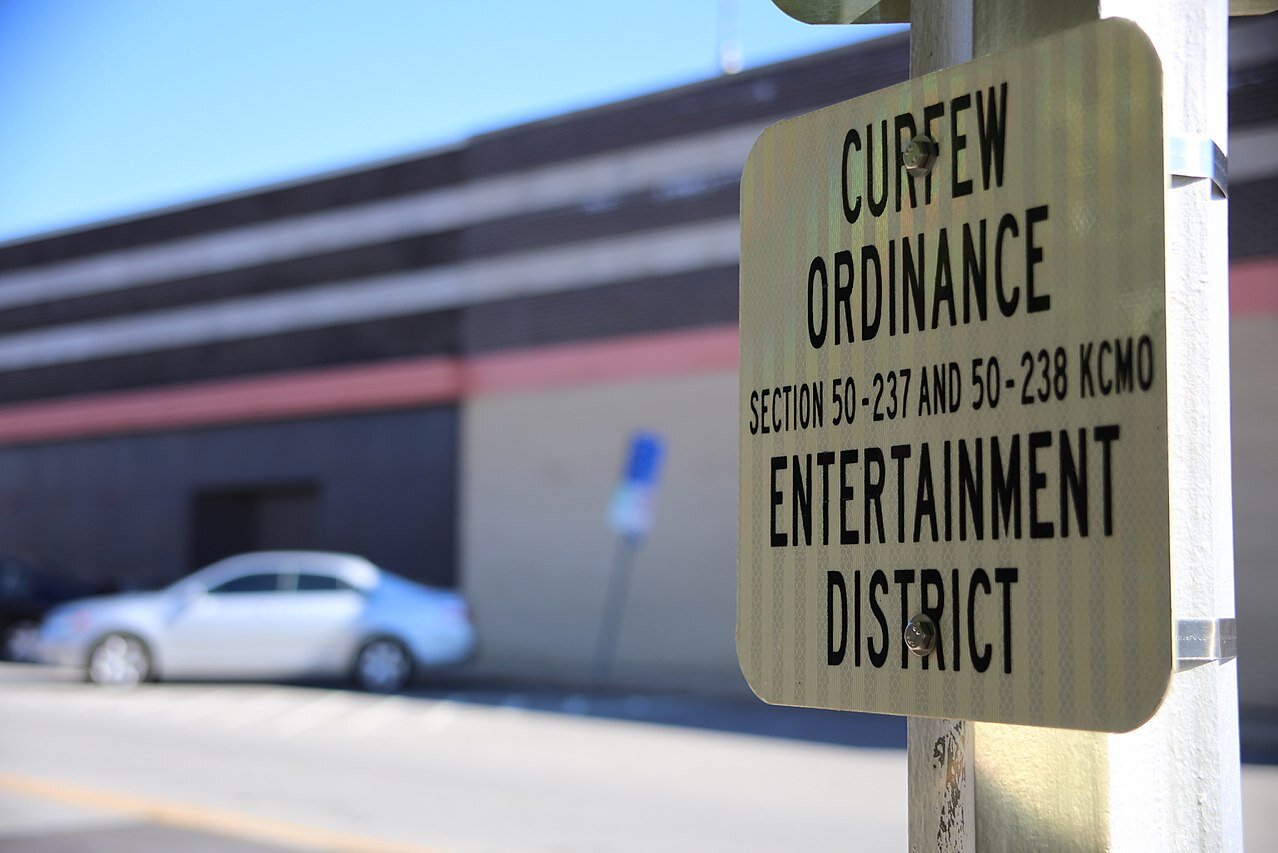 CURFEW
ORDINANCE
SECTION 50-237 AND 50-238 KCMO
ENTERTAINMENT
DISTRICT